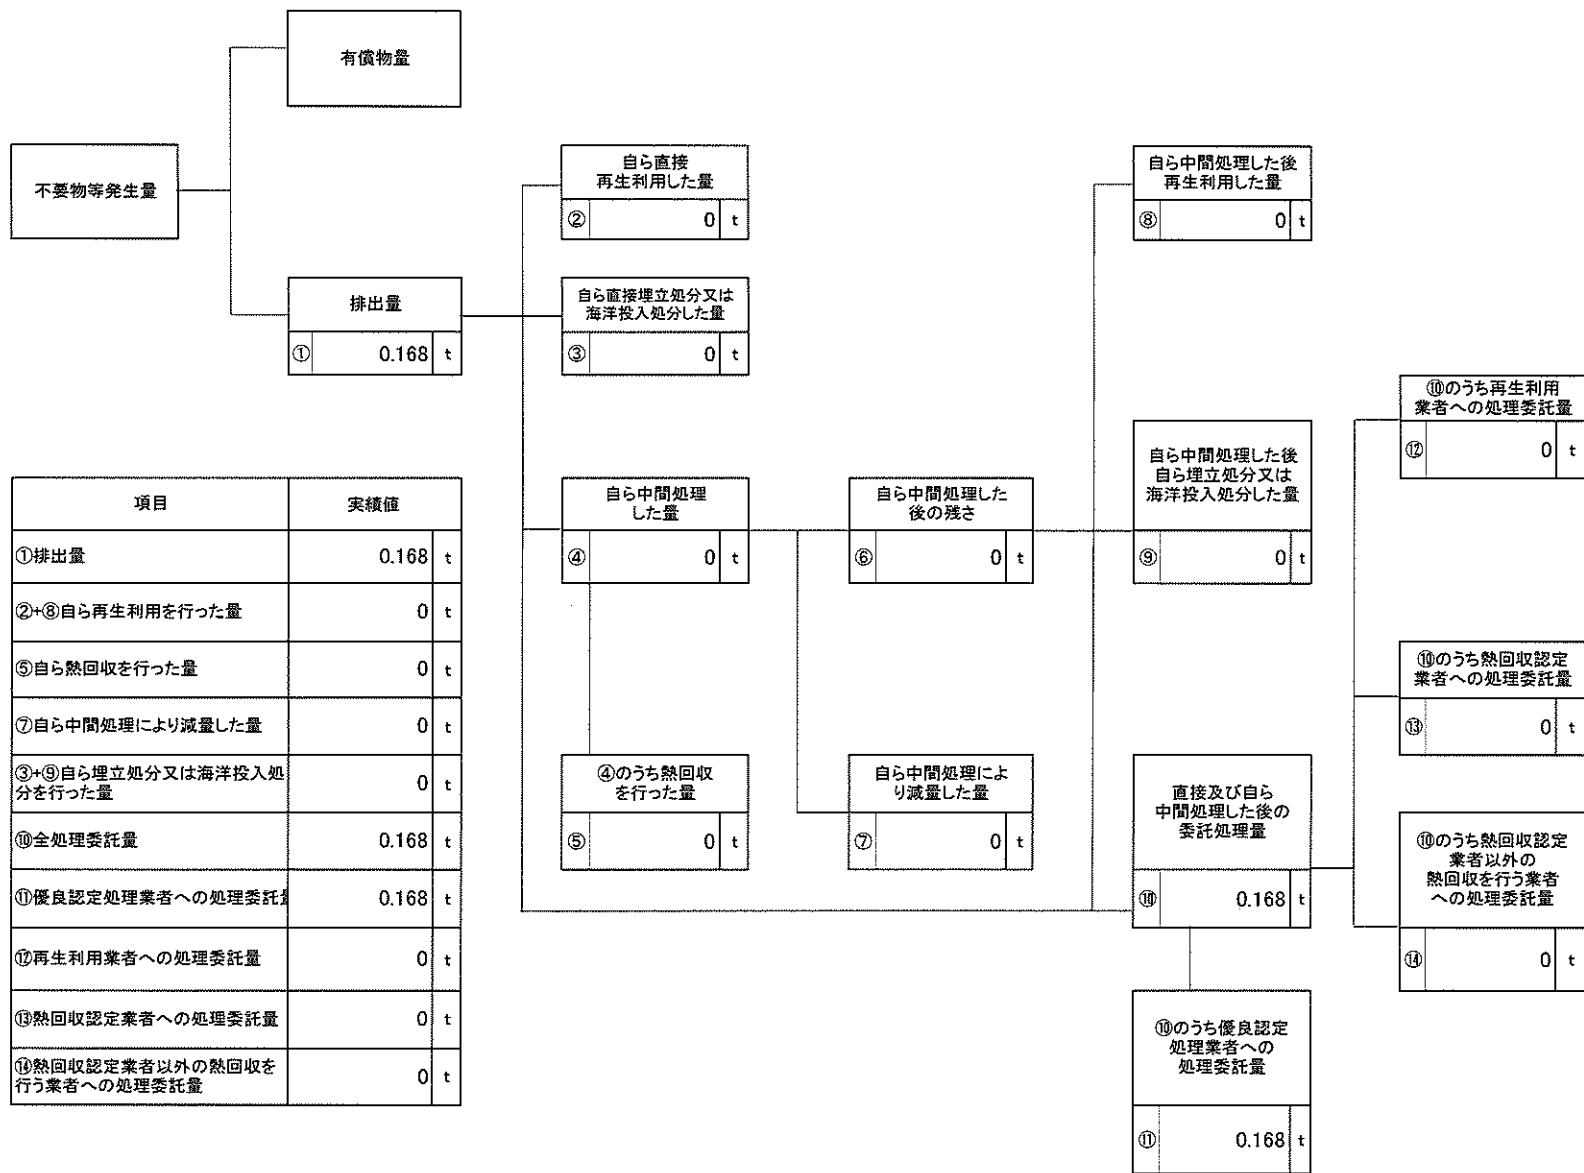 有償物量
不要物等発生量
排出量
① 0.168 t
自ら直接
再生利用した量
② 0 t
自ら直接埋立処分又は
海洋投入処分した量
③ 0 t
自ら中間処理
した量
④ 0 t
④のうち熱回収
を行った量
⑤ 0 t
自ら中間処理した
後の残さ
⑥ 0 t
自ら中間処理によ
り減量した量
⑦ 0 t
自ら中間処理した後
再生利用した量
⑧ 0 t
自ら中間処理した後
自ら埋立処分又は
海洋投入処分した量
⑨ 0 t
直接及び自ら
中間処理した後の
委託処理量
⑩ 0.168 t
⑩のうち優良認定
処理業者への
処理委託量
⑪ 0.168 t
⑩のうち再生利用
業者への処理委託量
⑫ 0 t
⑩のうち熱回収認定
業者への処理委託量
⑬ 0 t
⑩のうち熱回収認定
業者以外の
熱回収を行う業者
への処理委託量
⑭ 0 t
項目 実績値
①排出量 0.168 t
②+⑧自ら再生利用を行った量 0 t
⑤自ら熱回収を行った量 0 t
⑦自ら中間処理により減量した量 0 t
③+⑨自ら埋立処分又は海洋投入処
分を行った量 0 t
⑩全処理委託量 0.168 t
⑪優良認定処理業者への処理委託量 0.168 t
⑫再生利用業者への処理委託量 0 t
⑬熱回収認定業者への処理委託量 0 t
⑭熱回収認定業者以外の熱回収を
行う業者への処理委託量 0 t